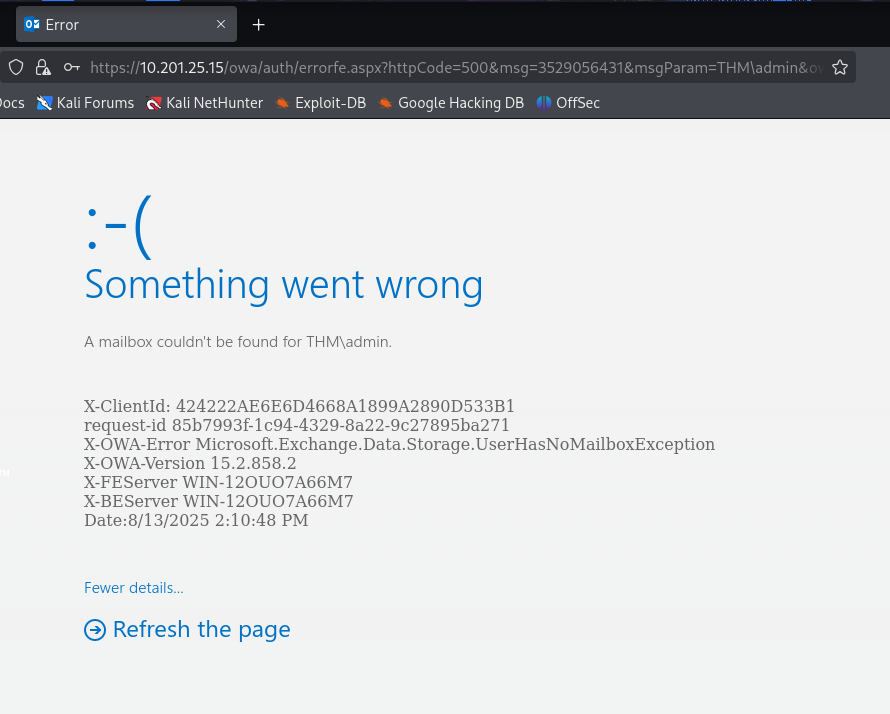 Error
https://10.201.25.15/owa/auth/errorfe.aspx?httpCode=500&msg=3529056431&msgParam=THM\admin&ow
Docs Kali Forums Kali NetHunter Exploit-DB Google Hacking DB OffSec
:-(
Something went wrong
A mailbox couldn't be found for THM\admin.
X-ClientId: 424222AE6E6D4668A1899A2890D533B1
request-id 85b7993f-1c94-4329-8a22-9c27895ba271
X-OWA-Error Microsoft.Exchange.Data.Storage.UserHasNoMailboxException
X-OWA-Version 15.2.858.2
X-FEServer WIN-12OUO7A66M7
X-BEServer WIN-12OUO7A66M7
Date:8/13/2025 2:10:48 PM
Fewer details...
Refresh the page